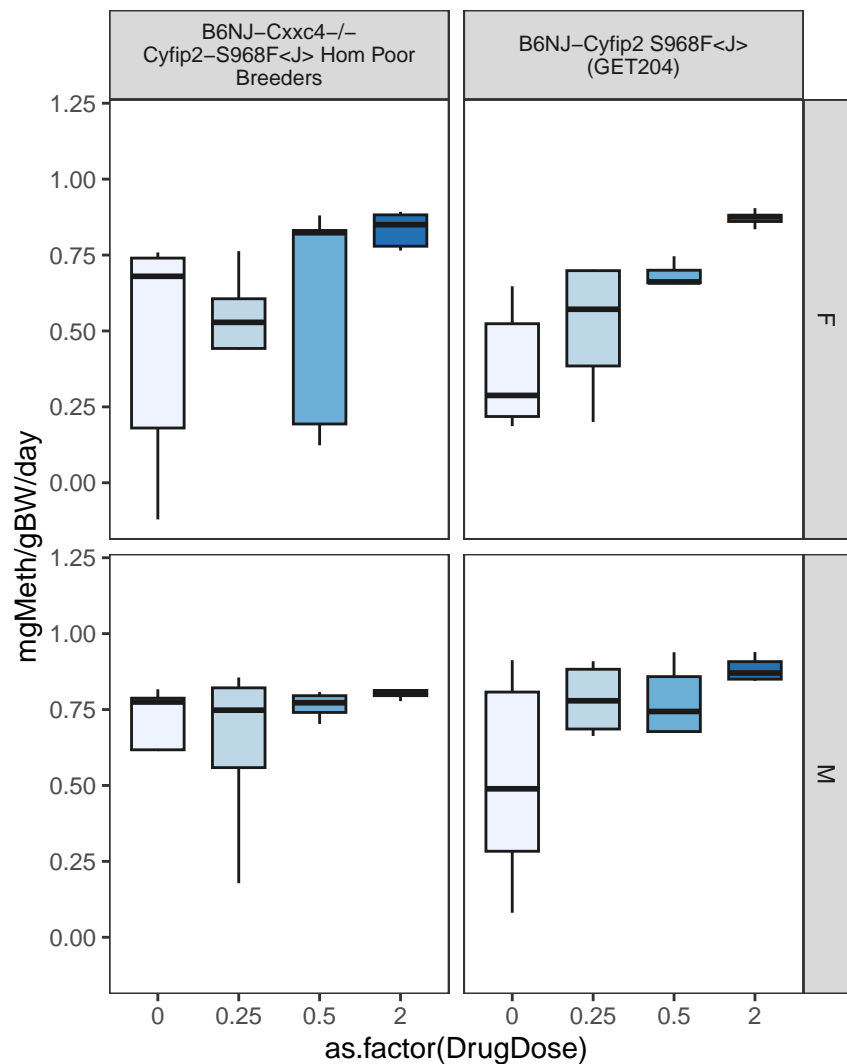 B6NJ−Cxxc4−/−
Cyfip2−S968F<J> Hom Poor
Breeders
B6NJ−Cyfip2 S968F<J>
(GET204)
1.25
1.00
0.75
0.50
0.25
0.00
F
1.25
1.00
0.75
0.50
0.25
0.00
M
mgMeth/gBW/day
0 0.25 0.5 2
0 0.25 0.5 2
as.factor(DrugDose)